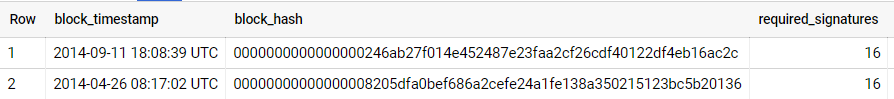 Row block_timestamp block_hash required_signatures
1 2014-09-11 18:08:39 UTC 0000000000000000246ab27f014e452487e23faa2cf26cdf40122df4eb16ac2c 16
2 2014-04-26 08:17:02 UTC 00000000000000008205dfa0bef686a2cefe24a1fe138a350215123bc5b20136 16